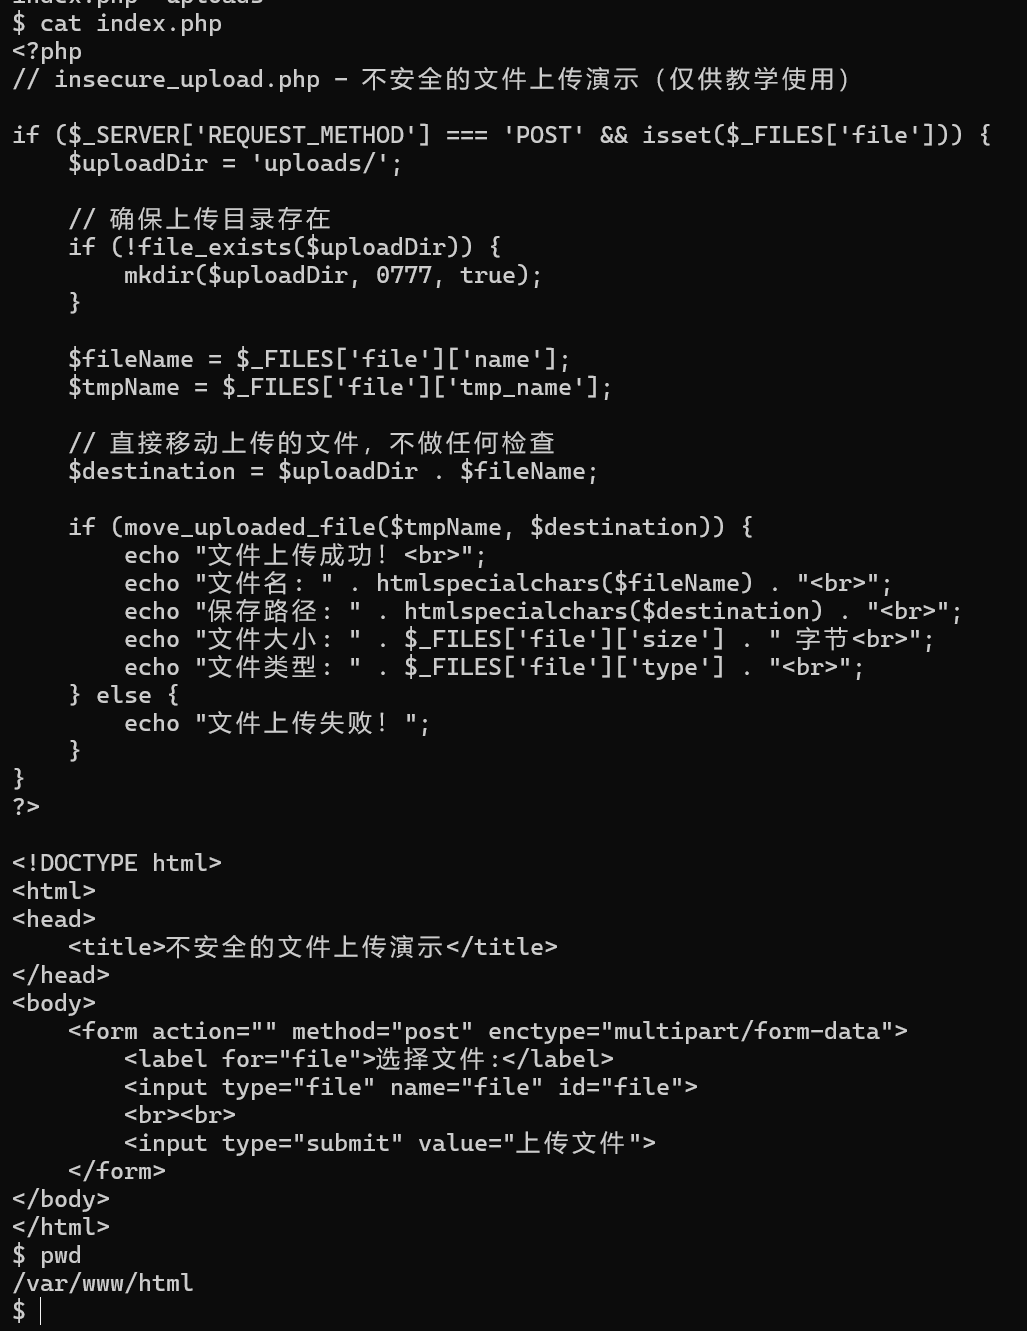 index.php  uploads
$ cat index.php
<?php
// insecure_upload.php - 不安全的文件上传演示（仅供教学使用）
if ($_SERVER['REQUEST_METHOD'] === 'POST' && isset($_FILES['file'])) {
    $uploadDir = 'uploads/';
    // 确保上传目录存在
    if (!file_exists($uploadDir)) {
        mkdir($uploadDir, 0777, true);
    }
    $fileName = $_FILES['file']['name'];
    $tmpName = $_FILES['file']['tmp_name'];
    // 直接移动上传的文件，不做任何检查
    $destination = $uploadDir . $fileName;
    if (move_uploaded_file($tmpName, $destination)) {
        echo "文件上传成功！<br>";
        echo "文件名：" . htmlspecialchars($fileName) . "<br>";
        echo "保存路径：" . htmlspecialchars($destination) . "<br>";
        echo "文件大小：" . $_FILES['file']['size'] . " 字节<br>";
        echo "文件类型：" . $_FILES['file']['type'] . "<br>";
    } else {
        echo "文件上传失败！";
    }
}
?>
<!DOCTYPE html>
<html>
<head>
    <title>不安全的文件上传演示</title>
</head>
<body>
    <form action="" method="post" enctype="multipart/form-data">
        <label for="file">选择文件:</label>
        <input type="file" name="file" id="file">
        <br><br>
        <input type="submit" value="上传文件">
    </form>
</body>
</html>
$ pwd
/var/www/html
$